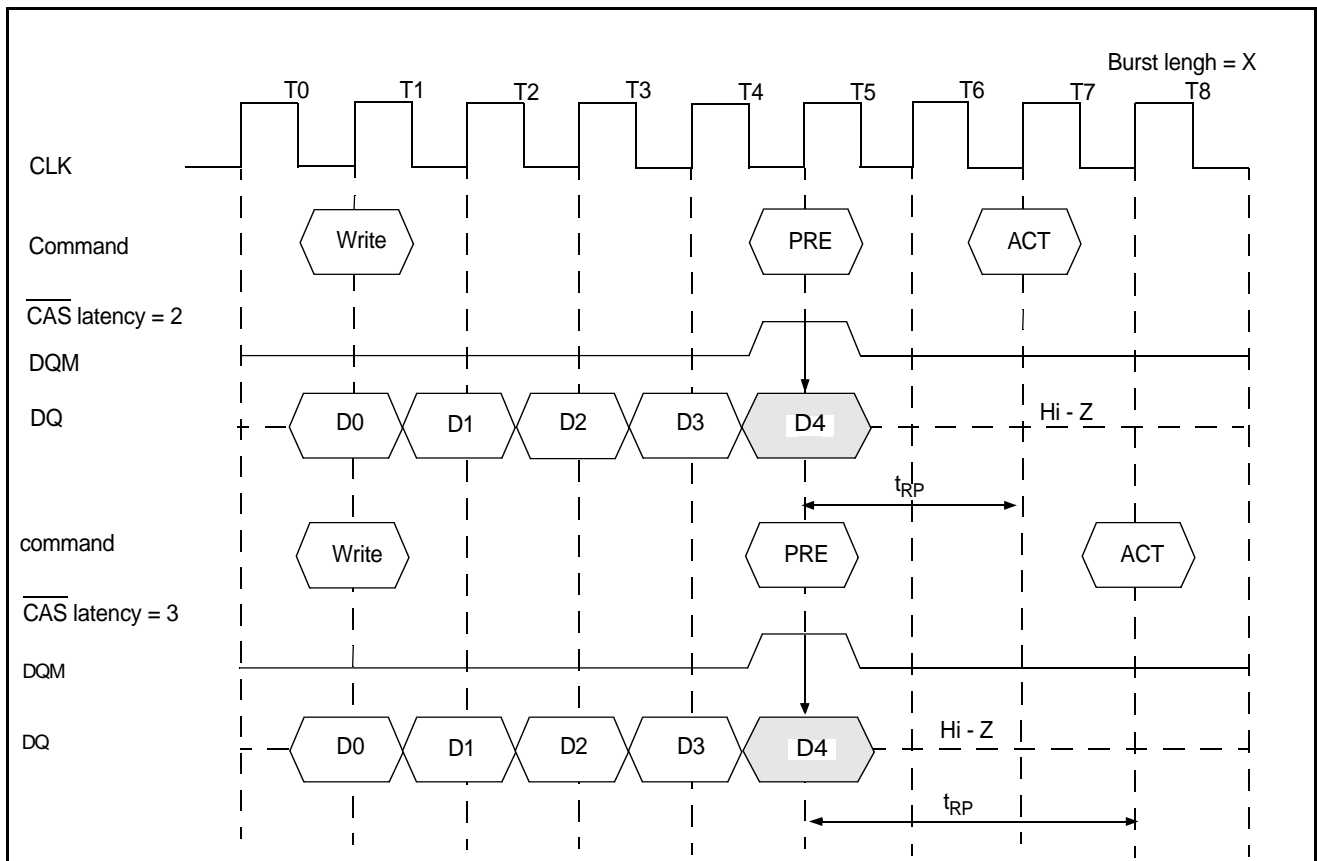 Burst lengh = X
T0 T1 T2 T3 T4 T5 T6 T7 T8
CLK
Command Write PRE ACT
CAS latency = 2
DQM
DQ D0 D1 D2 D3 D4 Hi - Z
tRP
command Write PRE ACT
CAS latency = 3
DQM
DQ D0 D1 D2 D3 D4 Hi - Z
tRP